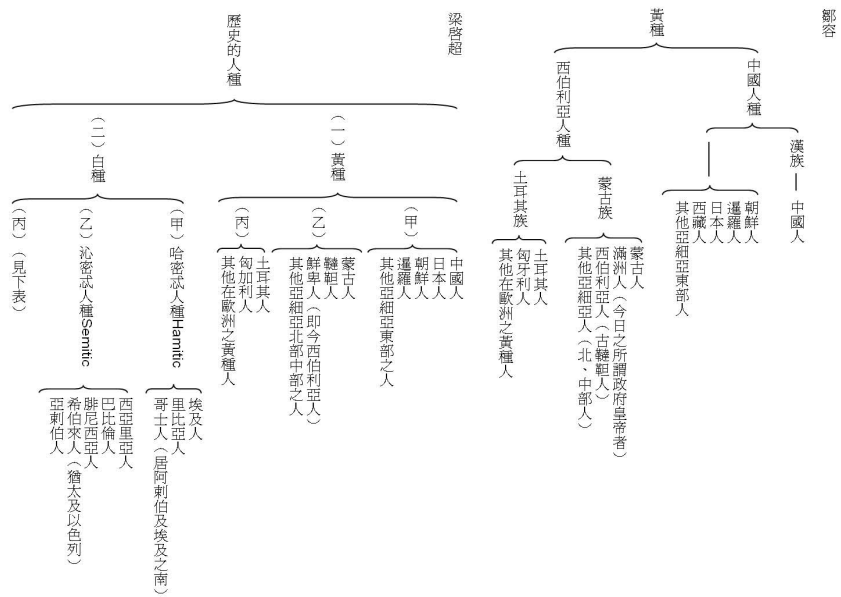 鄒容
黃種
中國人種
漢族
中國人
朝鮮人
暹羅人
日本人
西藏人
其他亞細亞東部人
西伯利亞人種
蒙古族
蒙古人
滿洲人(今日之所謂政府皇帝者)
西伯利亞人(古韃靼人)
其他亞細亞人(北、中部人)
土耳其族
土耳其人
匈牙利人
其他在歐洲之黃種人
梁啓超
歷史的人種
(一)黃種
(甲)
中國人
日本人
朝鮮人
暹羅人
其他亞細亞東部之人
(乙)
蒙古人
韃靼人
鮮卑人(即今西伯利亞人)
其他亞細亞北部中部之人
(丙)
土耳其人
匈加利人
其他在歐洲之黃種人
(二)白種
(甲)哈密忒人種Hamitic
埃及人
里比亞人
哥士人(居阿剌伯及埃及之南)
(乙)沁密忒人種Semitic
西亞里亞人
巴比倫人
腓尼西亞人
希伯來人(猶太及以色列)
亞剌伯人
(丙)(見下表)